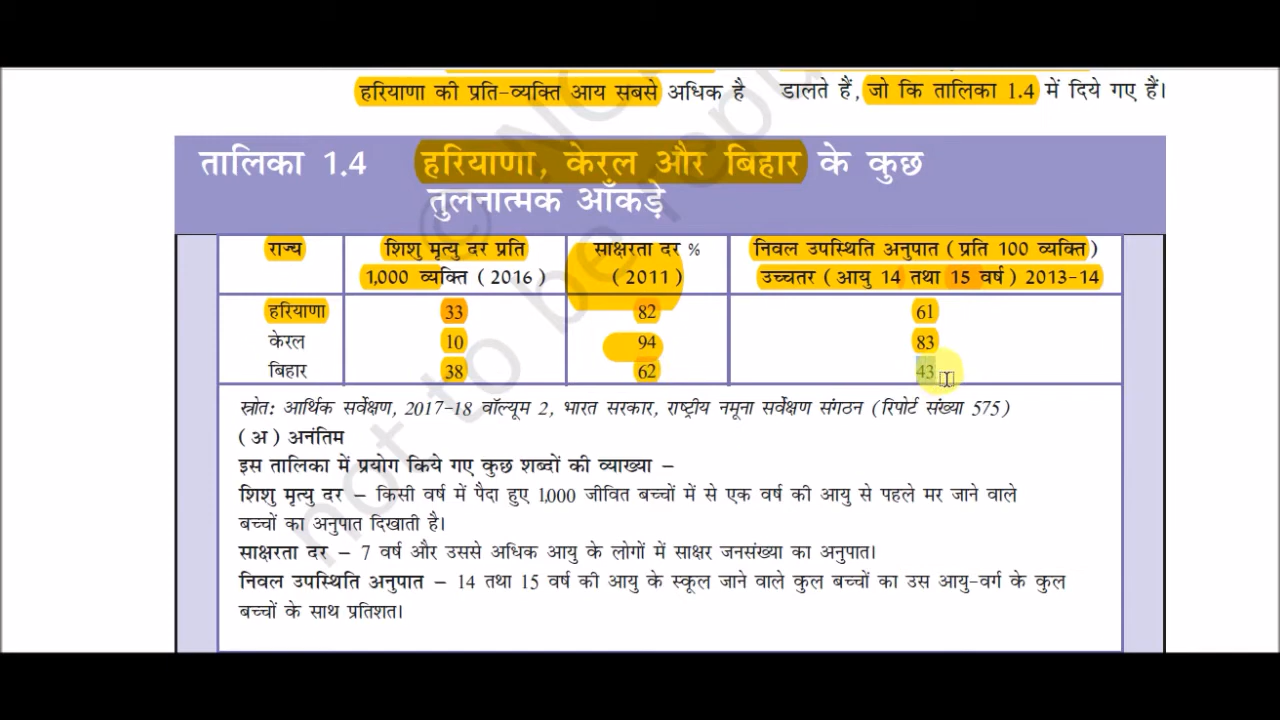 हरियाणा की प्रति-व्यक्ति आय सबसे अधिक है
डालते हैं, जो कि तालिका 1.4 में दिये गए हैं।
तालिका 1.4 हरियाणा, केरल और बिहार के कुछ
तुलनात्मक आँकड़े
राज्य शिशु मृत्यु दर प्रति साक्षरता दर % निवल उपस्थिति अनुपात (प्रति 100 व्यक्ति)
1,000 व्यक्ति (2016) (2011) उच्चतर (आयु 14 तथा 15 वर्ष) 2013-14
हरियाणा 33 82 61
केरल 10 94 83
बिहार 38 62 43
स्रोत: आर्थिक सर्वेक्षण, 2017-18 वॉल्यूम 2, भारत सरकार, राष्ट्रीय नमूना सर्वेक्षण संगठन (रिपोर्ट संख्या 575)
(अ) अनंतिम
इस तालिका में प्रयोग किये गए कुछ शब्दों की व्याख्या –
शिशु मृत्यु दर – किसी वर्ष में पैदा हुए 1,000 जीवित बच्चों में से एक वर्ष की आयु से पहले मर जाने वाले
बच्चों का अनुपात दिखाती है।
साक्षरता दर – 7 वर्ष और उससे अधिक आयु के लोगों में साक्षर जनसंख्या का अनुपात।
निवल उपस्थिति अनुपात – 14 तथा 15 वर्ष की आयु के स्कूल जाने वाले कुल बच्चों का उस आयु-वर्ग के कुल
बच्चों के साथ प्रतिशत।
not to be repu